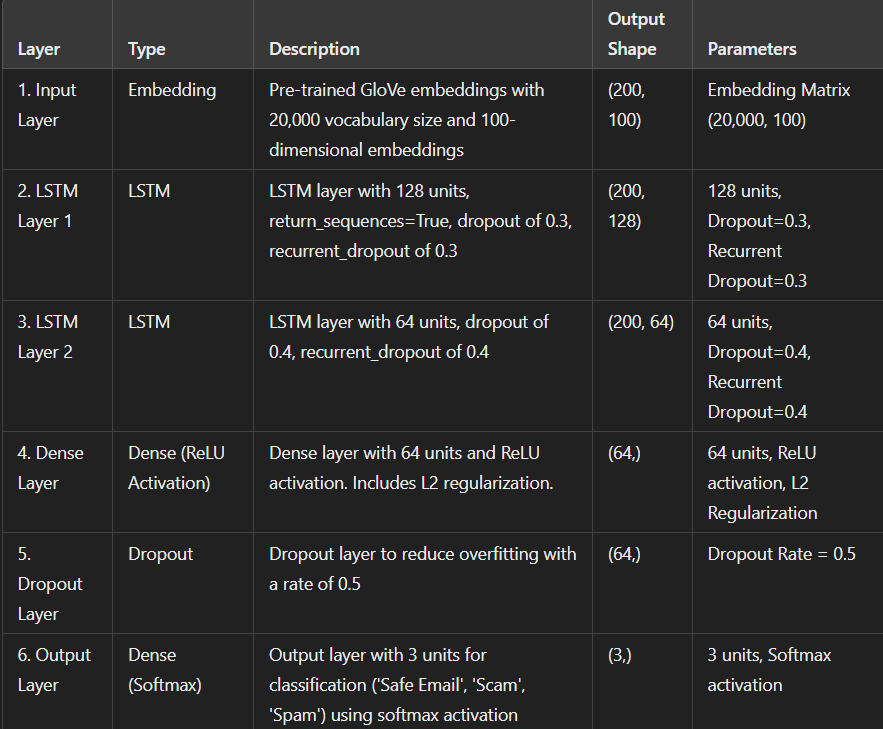 Layer Type Description Output Shape Parameters
1. Input Layer
Embedding
Pre-trained GloVe embeddings with
20,000 vocabulary size and 100-
dimensional embeddings
(200,
100)
Embedding Matrix
(20,000, 100)
2. LSTM
Layer 1
LSTM
LSTM layer with 128 units,
return_sequences=True, dropout of 0.3,
recurrent_dropout of 0.3
(200,
128)
128 units,
Dropout=0.3,
Recurrent
Dropout=0.3
3. LSTM
Layer 2
LSTM
LSTM layer with 64 units, dropout of
0.4, recurrent_dropout of 0.4
(200, 64)
64 units,
Dropout=0.4,
Recurrent
Dropout=0.4
4. Dense
Layer
Dense (ReLU
Activation)
Dense layer with 64 units and ReLU
activation. Includes L2 regularization.
(64,)
64 units, ReLU
activation, L2
Regularization
5.
Dropout
Layer
Dropout
Dropout layer to reduce overfitting with
a rate of 0.5
(64,)
Dropout Rate = 0.5
6. Output
Layer
Dense
(Softmax)
Output layer with 3 units for
classification ('Safe Email', 'Scam',
'Spam') using softmax activation
(3,)
3 units, Softmax
activation